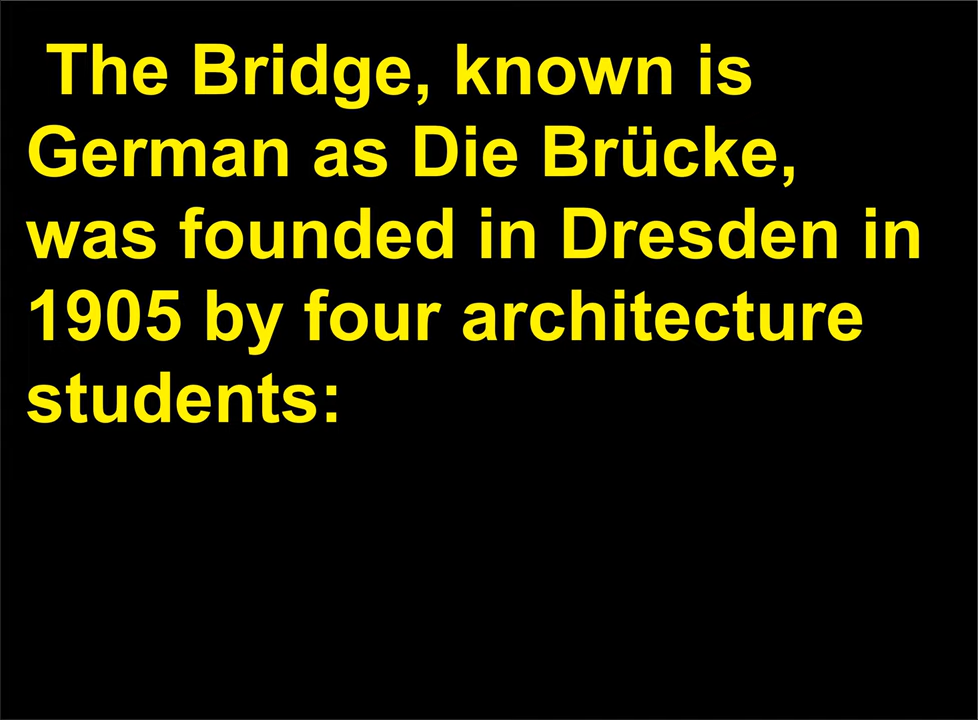 The Bridge, known is
German as Die Brücke,
was founded in Dresden in
1905 by four architecture
students: